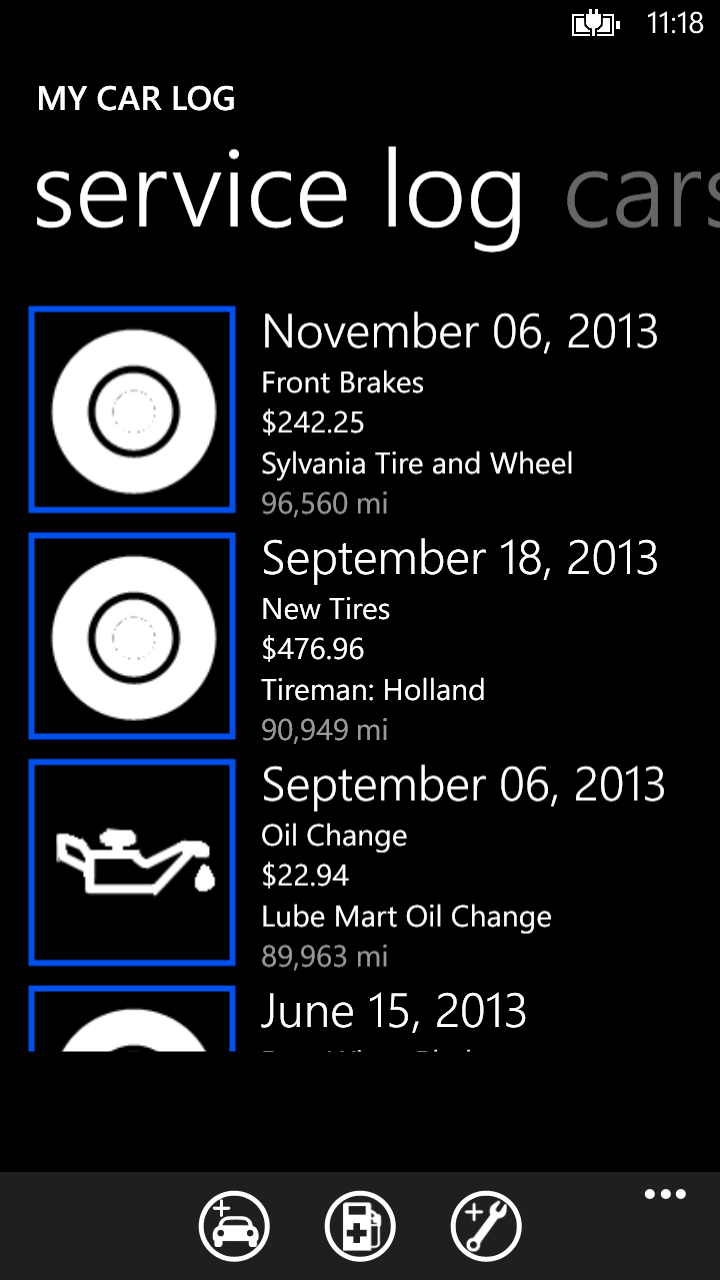 11:18
MY CAR LOG
service log cars
November 06, 2013
Front Brakes
$242.25
Sylvania Tire and Wheel
96,560 mi
September 18, 2013
New Tires
$476.96
Tireman: Holland
90,949 mi
September 06, 2013
Oil Change
$22.94
Lube Mart Oil Change
89,963 mi
June 15, 2013